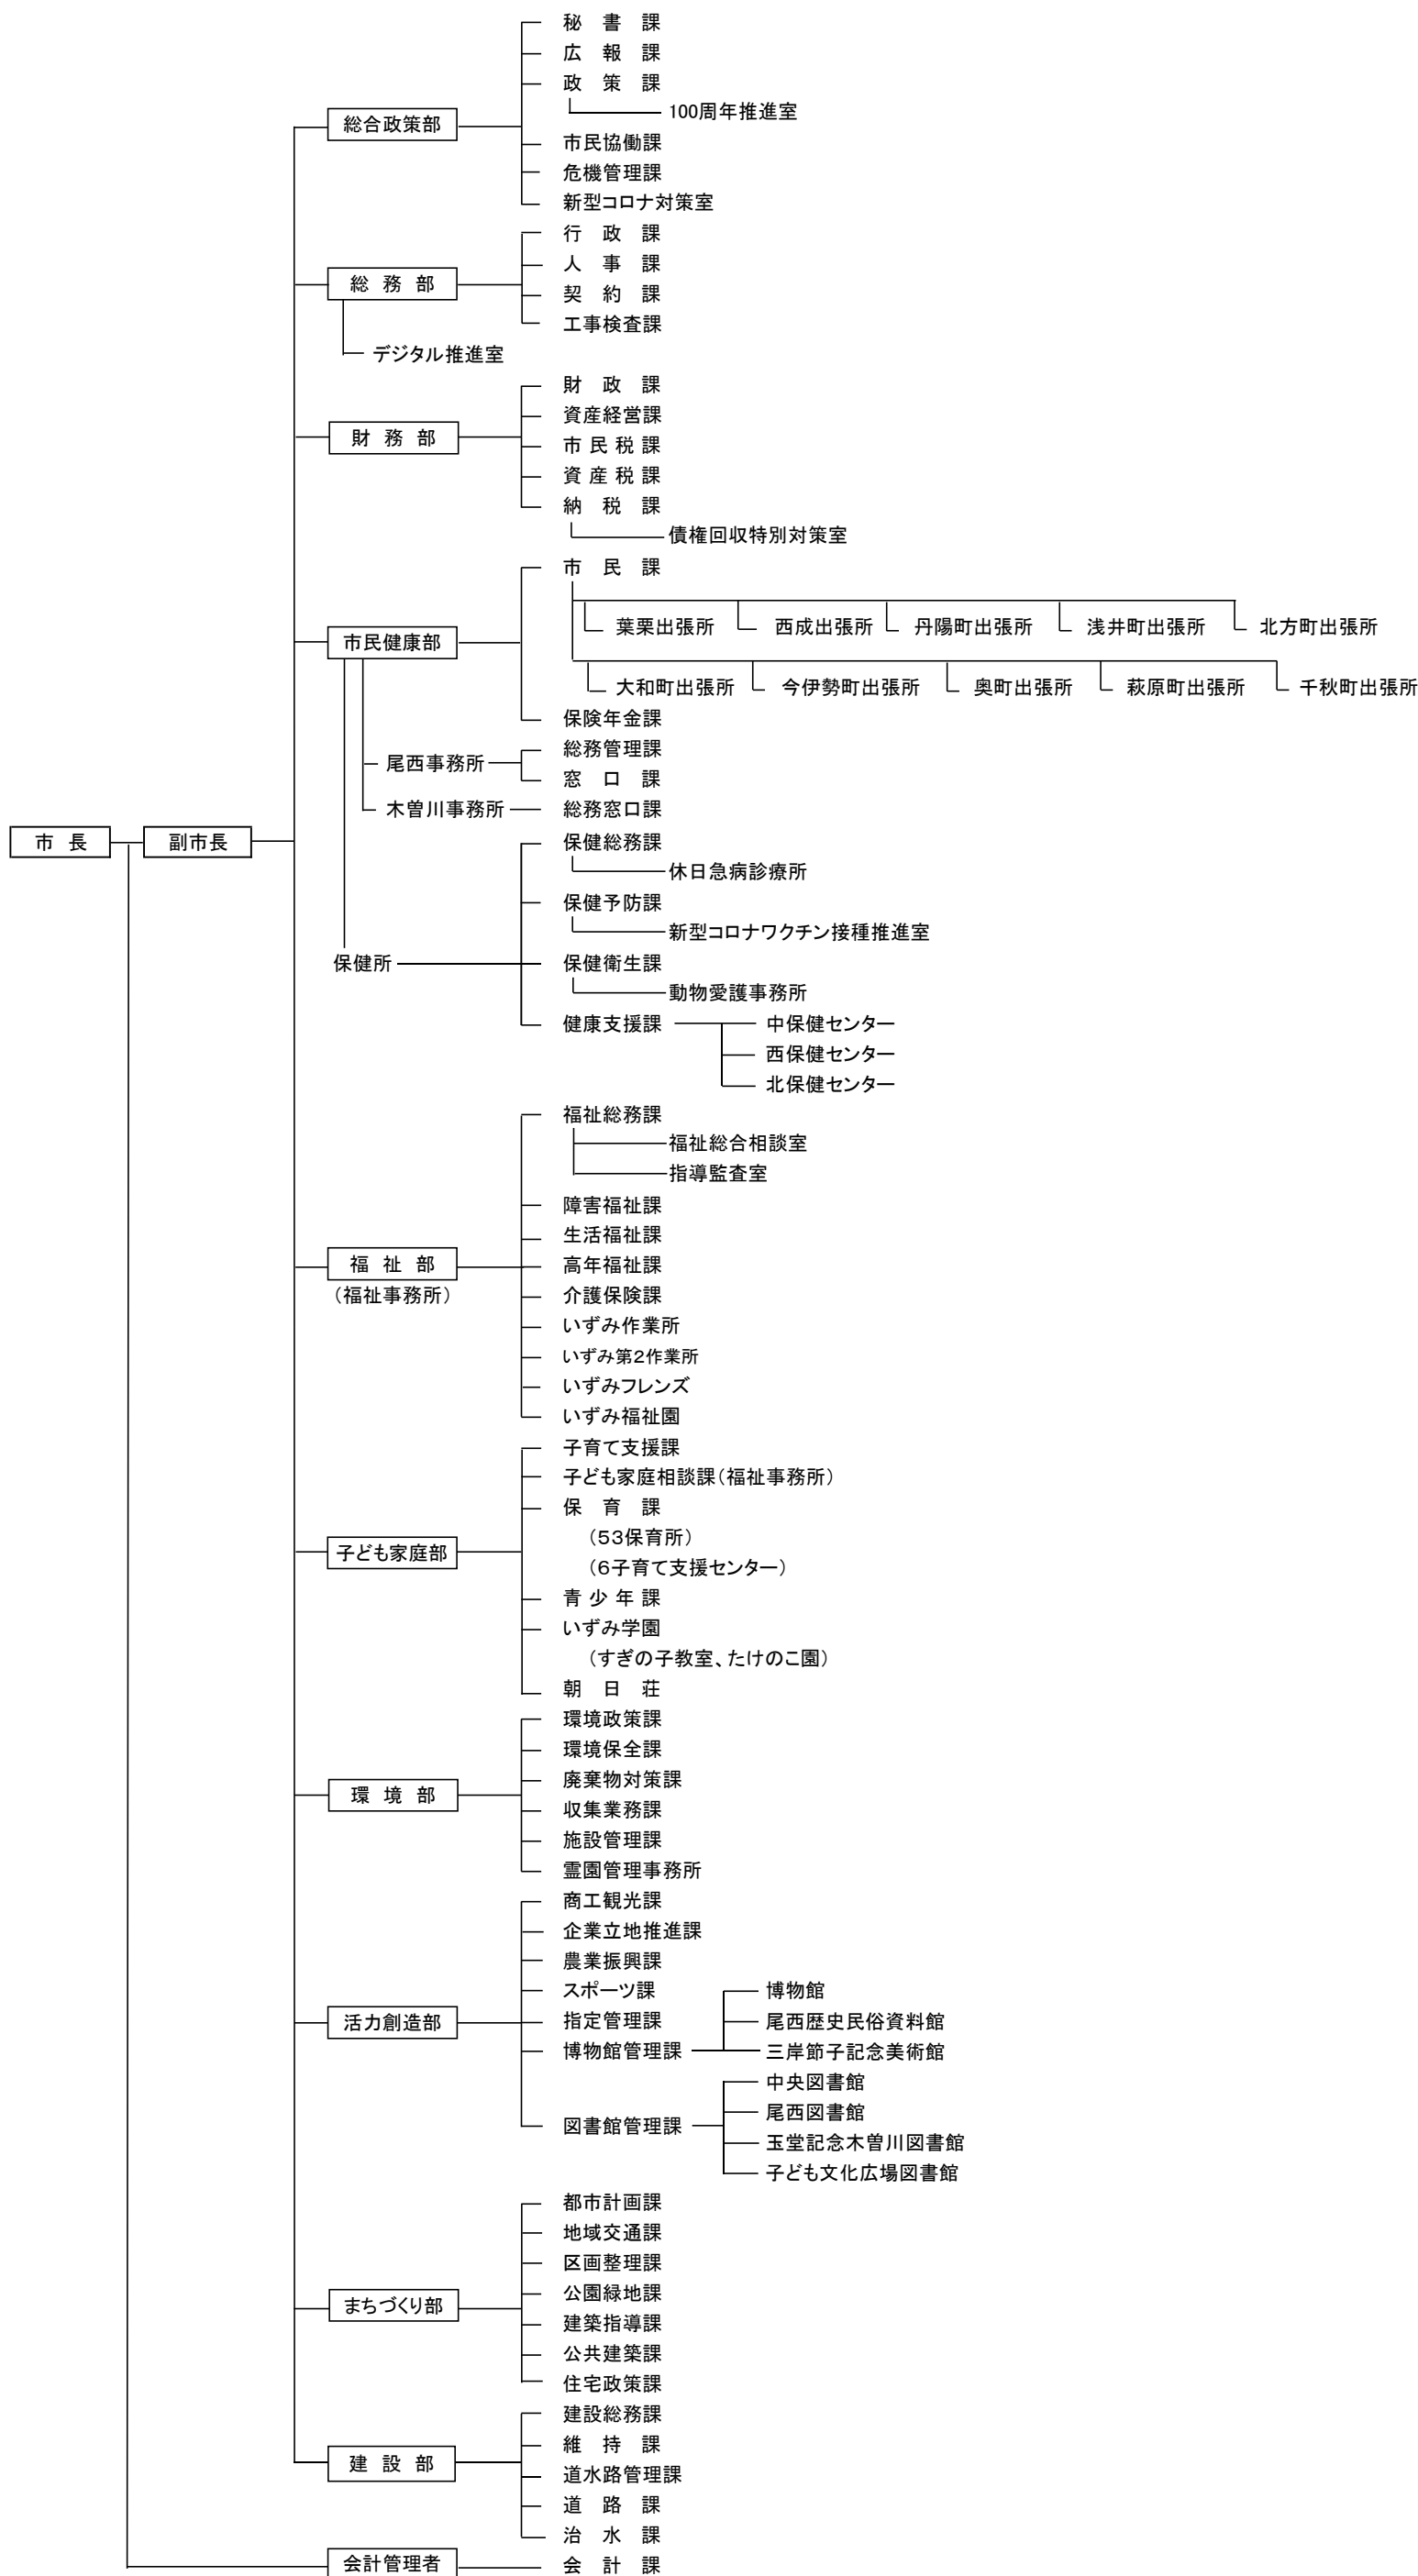 秘書課
広報課
政策課
100周年推進室
総合政策部
市民協働課
危機管理課
新型コロナ対策室
行政課
人事課
総務部
契約課
工事検査課
デジタル推進室
財政課
資産経営課
財務部
市民税課
資産税課
納税課
債権回収特別対策室
市民課
葉栗出張所 西成出張所 丹陽町出張所 浅井町出張所 北方町出張所
市民健康部
大和町出張所 今伊勢町出張所 奥町出張所 萩原町出張所 千秋町出張所
保険年金課
総務管理課
尾西事務所
窓口課
木曽川事務所 総務窓口課
市長 副市長 保健総務課
休日急病診療所
保健予防課
新型コロナワクチン接種推進室
保健所 保健衛生課
動物愛護事務所
健康支援課 中保健センター
西保健センター
北保健センター
福祉総務課
福祉総合相談室
指導監査室
障害福祉課
生活福祉課
福祉部 高年福祉課
(福祉事務所) 介護保険課
いずみ作業所
いずみ第2作業所
いずみフレンズ
いずみ福祉園
子育て支援課
子ども家庭相談課(福祉事務所)
保育課
(53保育所)
子ども家庭部
(6子育て支援センター)
青少年課
いずみ学園
(すぎの子教室、たけのこ園)
朝日荘
環境政策課
環境保全課
廃棄物対策課
環境部
収集業務課
施設管理課
霊園管理事務所
商工観光課
企業立地推進課
農業振興課
スポーツ課 博物館
活力創造部 指定管理課 尾西歴史民俗資料館
博物館管理課 三岸節子記念美術館
中央図書館
尾西図書館
図書館管理課
玉堂記念木曽川図書館
子ども文化広場図書館
都市計画課
地域交通課
区画整理課
公園緑地課
まちづくり部
建築指導課
公共建築課
住宅政策課
建設総務課
維持課
建設部
道水路管理課
道路課
治水課
会計管理者 会計課